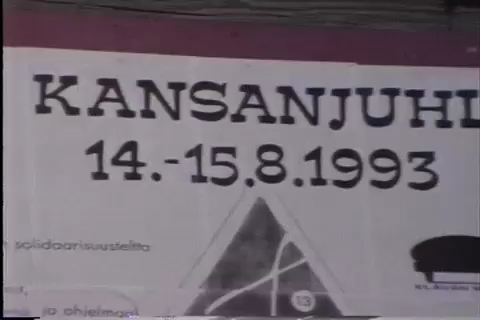 KANSANJUHL
14.-15.8.1993
solidaarisuusteltta
13
ja ohjelmaa